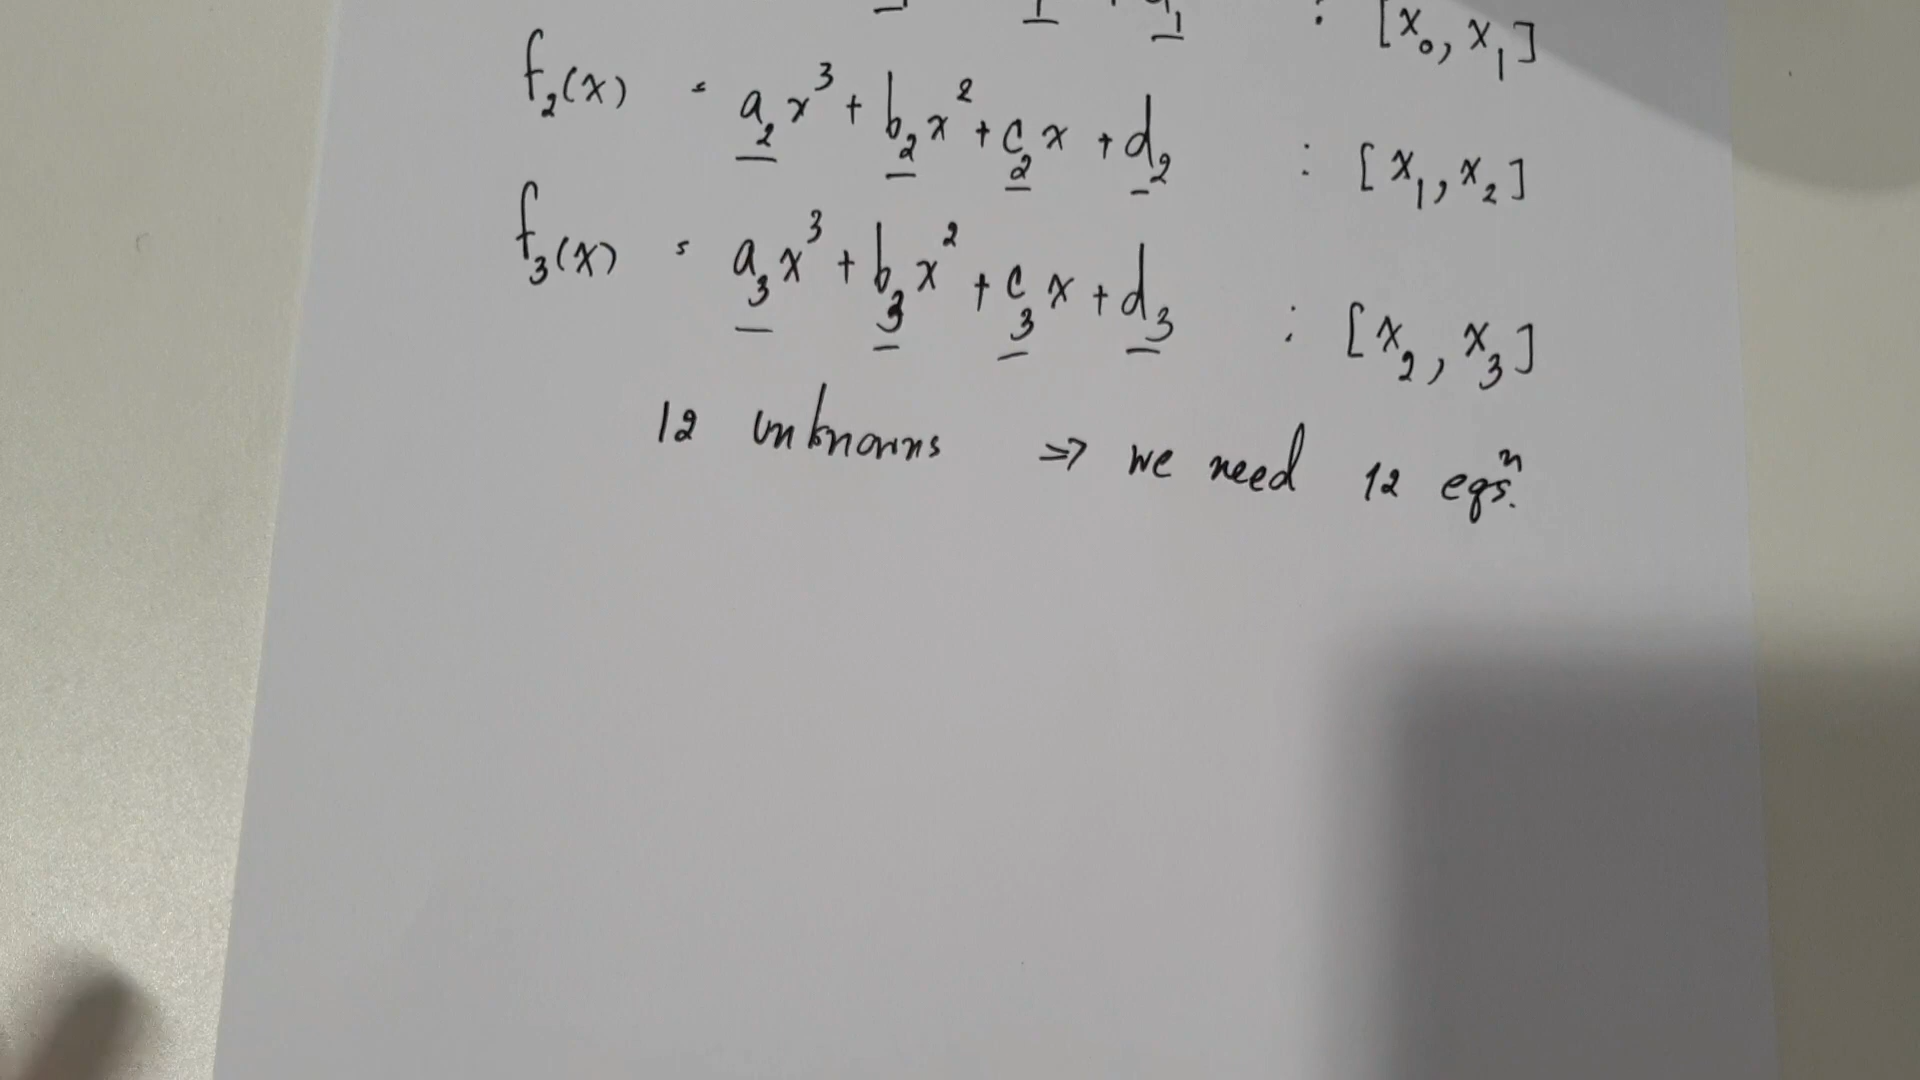 : [x₀, x₁]
f₂(x) = a₂x³ + b₂x² + c₂x + d₂ : [x₁, x₂]
f₃(x) = a₃x³ + b₃x² + c₃x + d₃ : [x₂, x₃]
12 unknowns ⇒ we need 12 eqsⁿ.